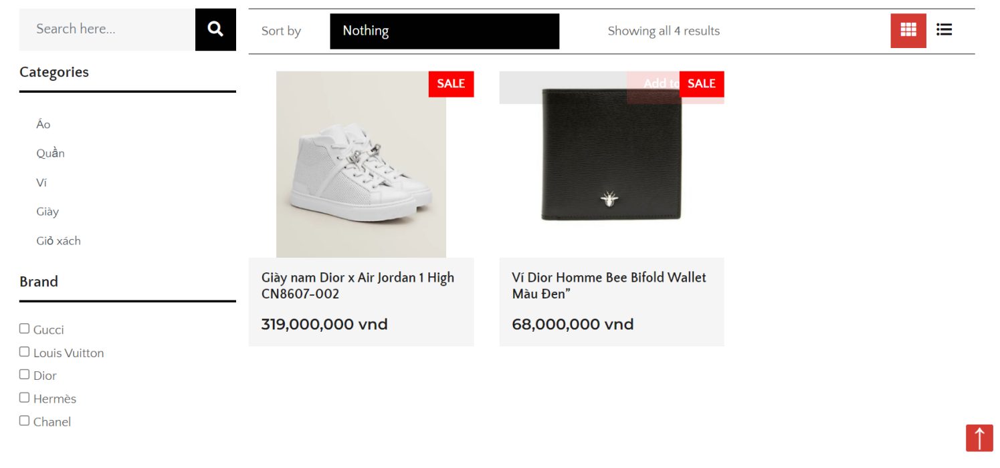 Search here...
Sort by
Nothing
Showing all 4 results
Categories
Áo
Quần
Ví
Giày
Giỏ xách
Brand
Gucci
Louis Vuitton
Dior
Hermès
Chanel
SALE
Giày nam Dior x Air Jordan 1 High
CN8607-002
319,000,000 vnd
Add to
SALE
Ví Dior Homme Bee Bifold Wallet
Màu Đen”
68,000,000 vnd